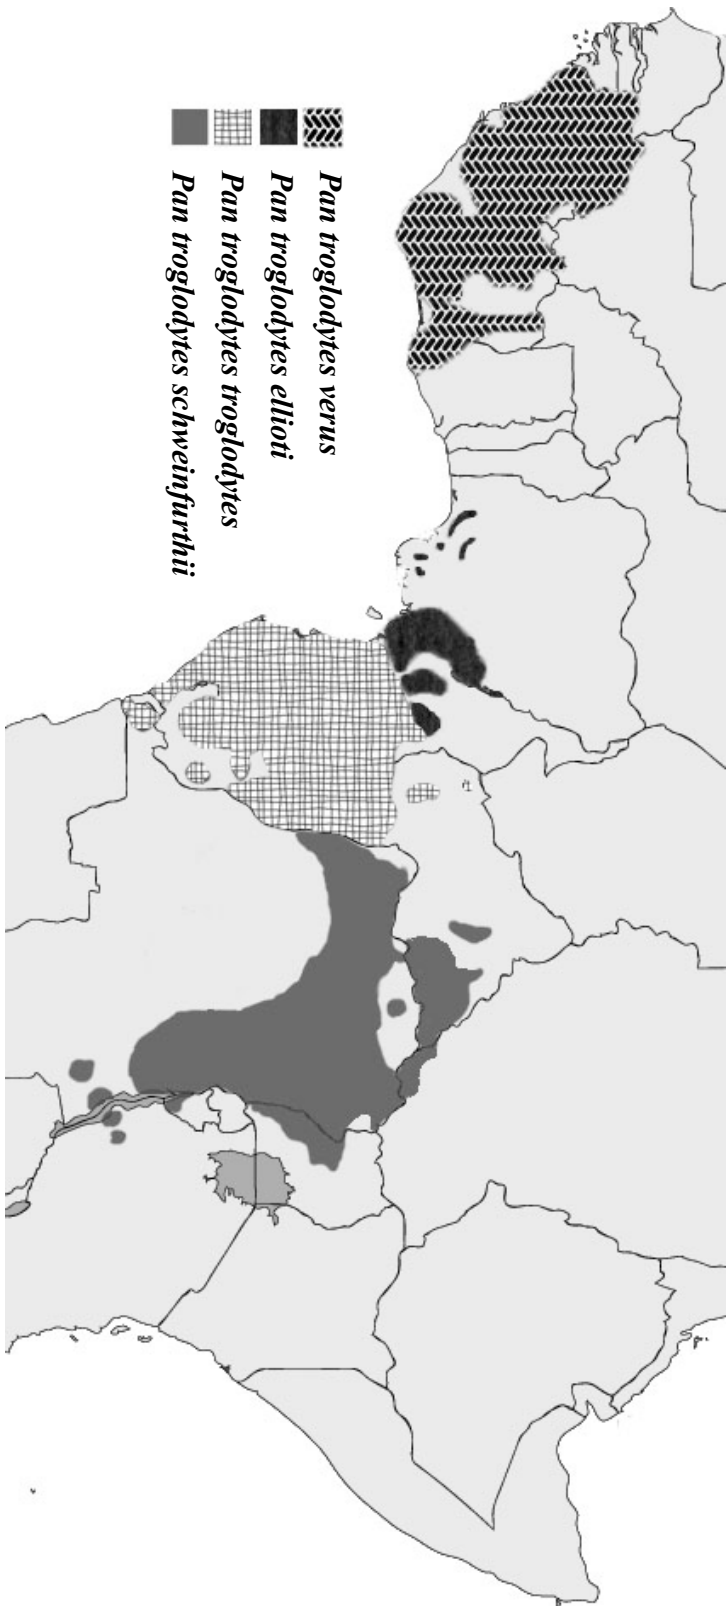 Pan troglodytes verus
Pan troglodytes ellioti
Pan troglodytes troglodytes
Pan troglodytes schweinfurthii